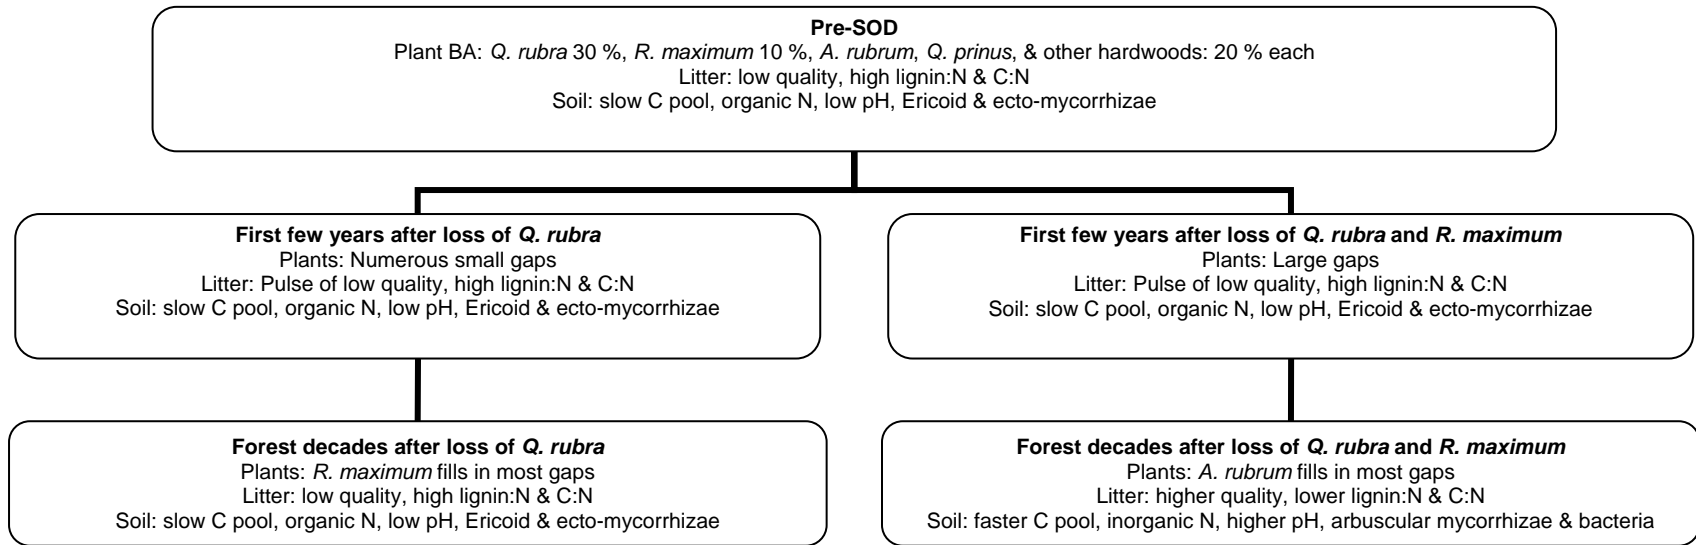 Pre-SOD
Plant BA: Q. rubra 30 %, R. maximum 10 %, A. rubrum, Q. prinus, & other hardwoods: 20 % each
Litter: low quality, high lignin:N & C:N
Soil: slow C pool, organic N, low pH, Ericoid & ecto-mycorrhizae
First few years after loss of Q. rubra
Plants: Numerous small gaps
Litter: Pulse of low quality, high lignin:N & C:N
Soil: slow C pool, organic N, low pH, Ericoid & ecto-mycorrhizae
First few years after loss of Q. rubra and R. maximum
Plants: Large gaps
Litter: Pulse of low quality, high lignin:N & C:N
Soil: slow C pool, organic N, low pH, Ericoid & ecto-mycorrhizae
Forest decades after loss of Q. rubra
Plants: R. maximum fills in most gaps
Litter: low quality, high lignin:N & C:N
Soil: slow C pool, organic N, low pH, Ericoid & ecto-mycorrhizae
Forest decades after loss of Q. rubra and R. maximum
Plants: A. rubrum fills in most gaps
Litter: higher quality, lower lignin:N & C:N
Soil: faster C pool, inorganic N, higher pH, arbuscular mycorrhizae & bacteria